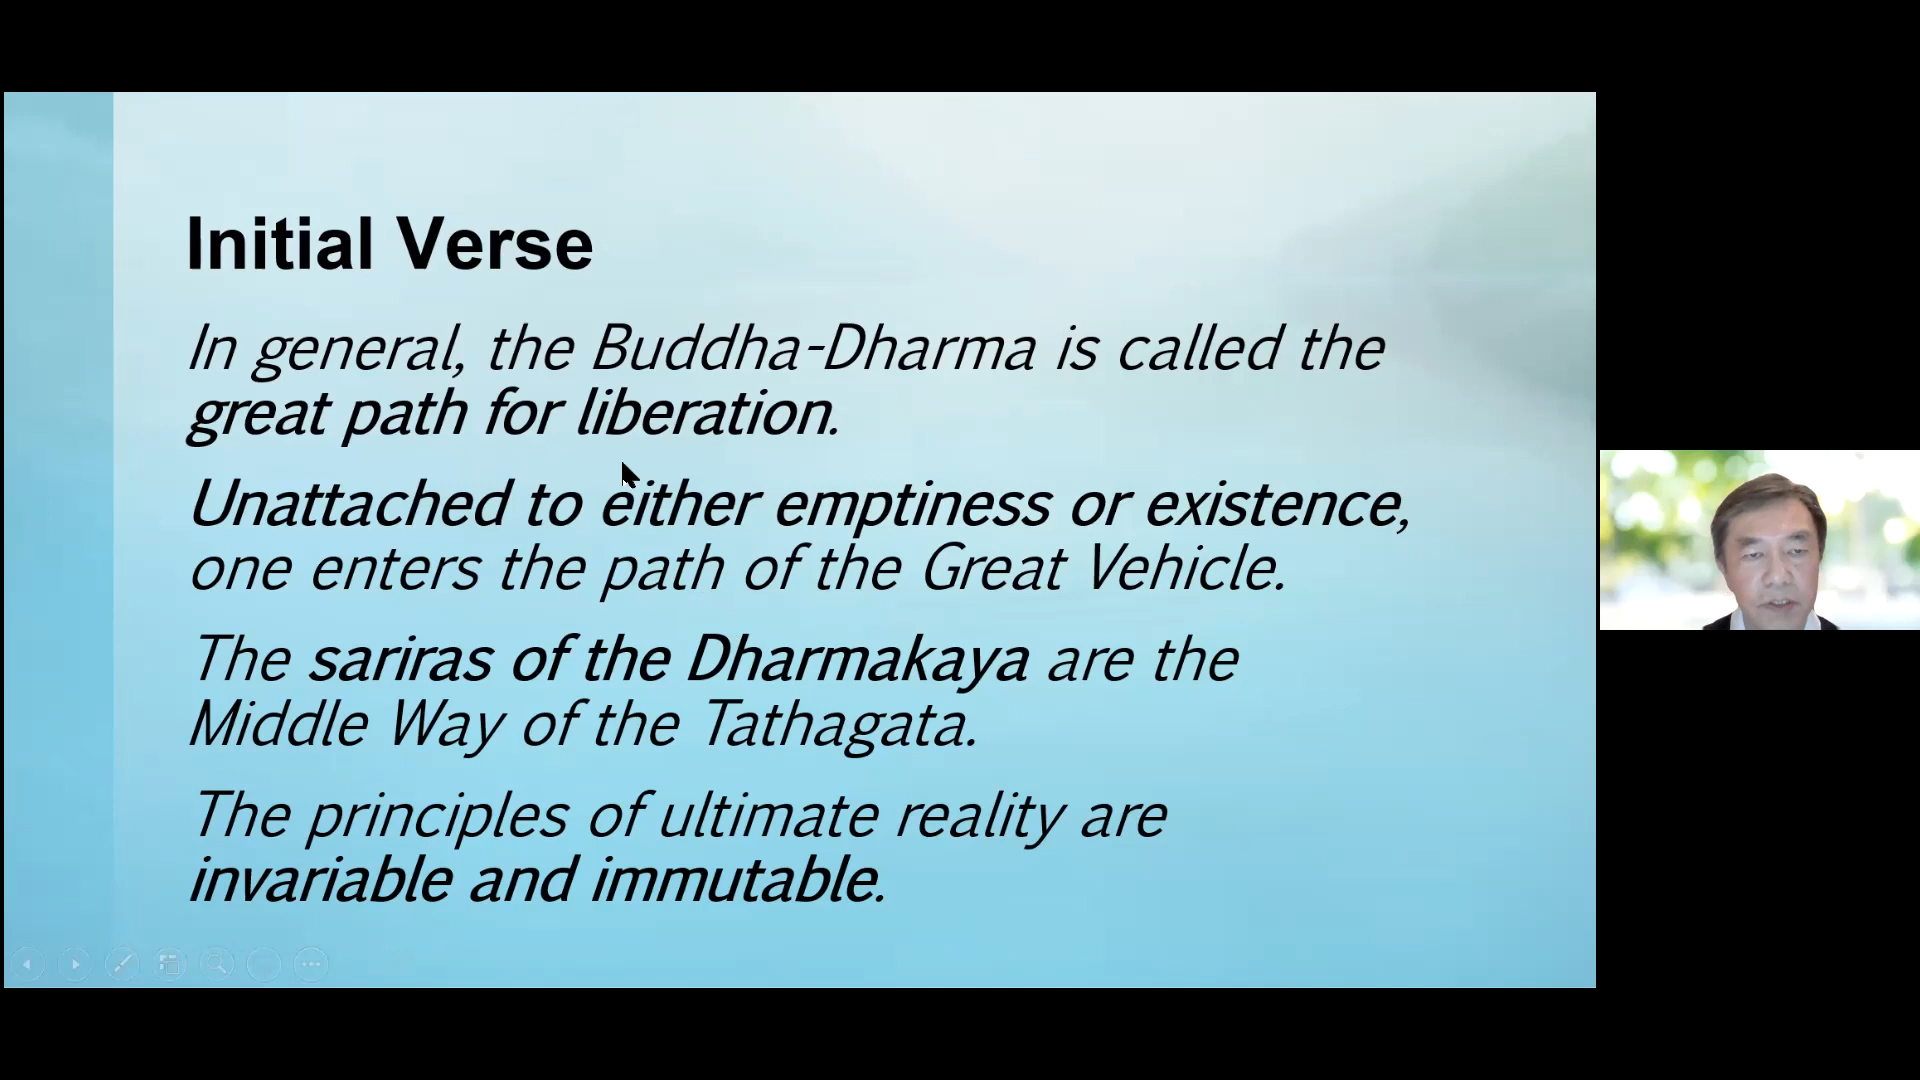 Initial Verse
In general, the Buddha-Dharma is called the
great path for liberation.
Unattached to either emptiness or existence,
one enters the path of the Great Vehicle.
The sariras of the Dharmakaya are the
Middle Way of the Tathagata.
The principles of ultimate reality are
invariable and immutable.